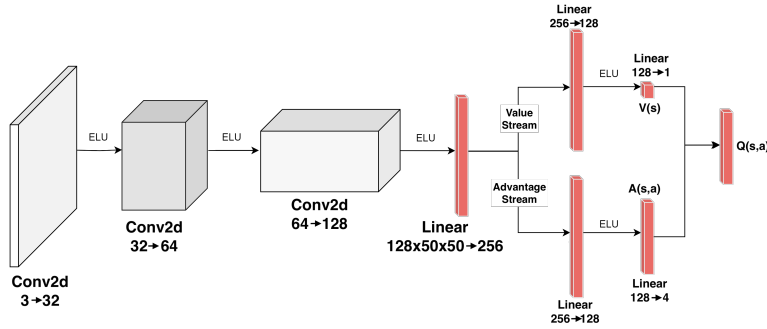 Conv2d
3→32
ELU
Conv2d
32→64
ELU
Conv2d
64→128
ELU
Linear
128x50x50→256
Value
Stream
Linear
256→128
ELU
Linear
128→1
V(s)
Advantage
Stream
Linear
256→128
ELU
A(s,a)
Linear
128→4
Q(s,a)